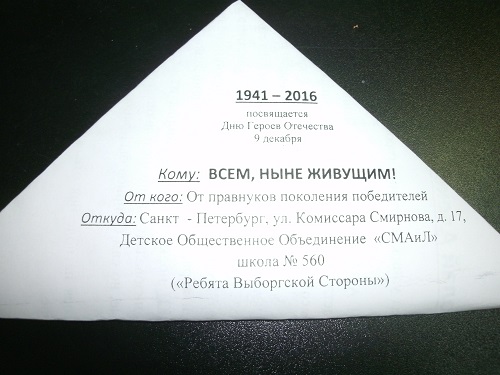 1941 – 2016
посвящается
Дню Героев Отечества
9 декабря
Кому: ВСЕМ, НЫНЕ ЖИВУЩИМ!
От кого: От правнуков поколения победителей
Откуда: Санкт - Петербург, ул. Комиссара Смирнова, д. 17,
Детское Общественное Объединение «СМАиЛ»
школа № 560
(«Ребята Выборгской Стороны»)